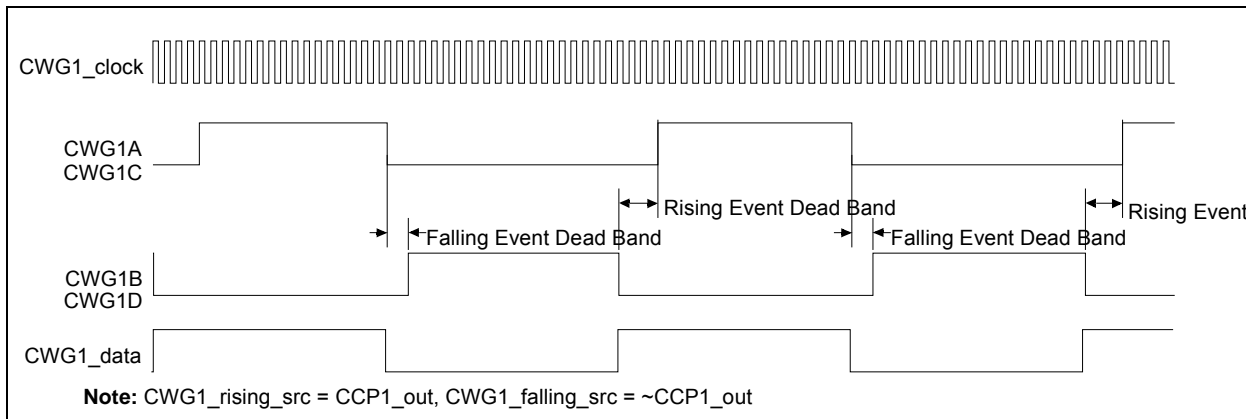 CWG1_clock
CWG1A
CWG1C
Rising Event Dead Band
Rising Event
Falling Event Dead Band
Falling Event Dead Band
CWG1B
CWG1D
CWG1_data
Note: CWG1_rising_src = CCP1_out, CWG1_falling_src = ~CCP1_out